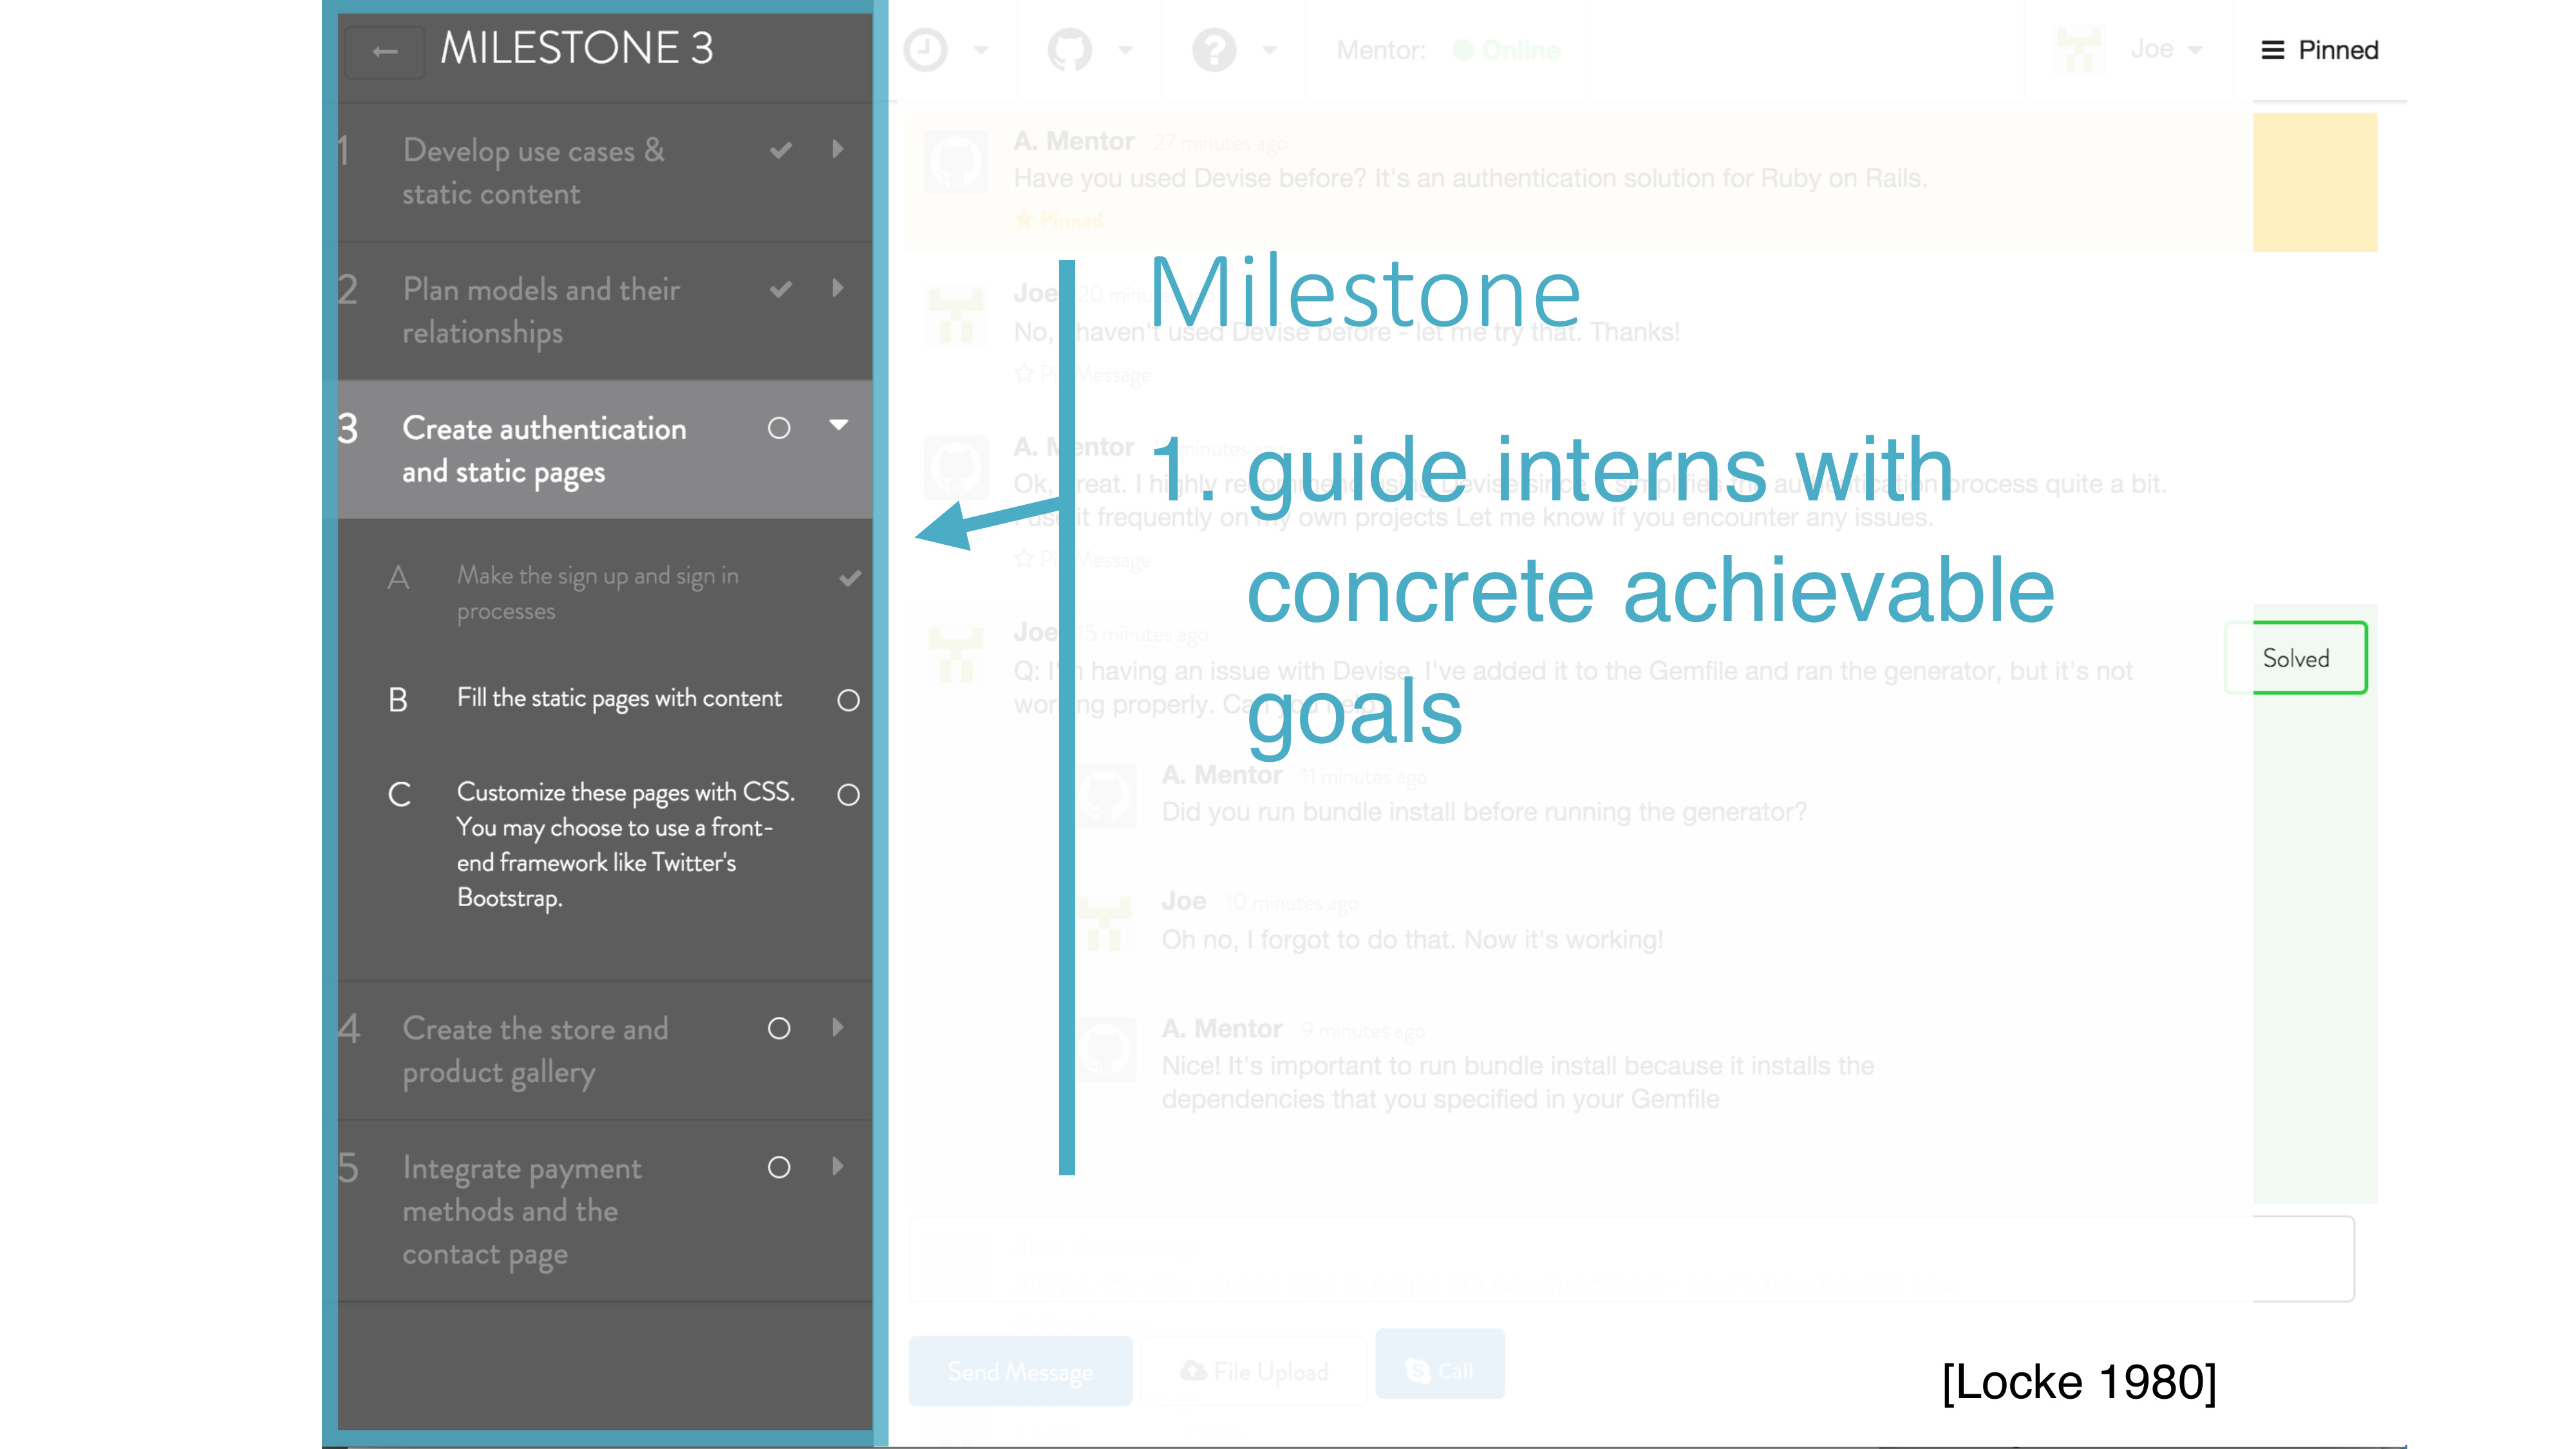 MILESTONE 3
1 Develop use cases &
static content
2 Plan models and their
relationships
3 Create authentication
and static pages
A Make the sign up and sign in
processes
B Fill the static pages with content
C Customize these pages with CSS.
You may choose to use a front-
end framework like Twitter's
Bootstrap.
4 Create the store and
product gallery
5 Integrate payment
methods and the
contact page
Mentor: Online
Joe
Pinned
A. Mentor 27 minutes ago
Have you used Devise before? It's an authentication solution for Ruby on Rails.
Pinned
Milestone
1. guide interns with
concrete achievable
goals
Joe 20
No, haven't used Devise before - let me try that. Thanks!
Message
A. Mentor minutes ago
Ok, I highly recommend using Devise since it simplifies the authentication process quite a bit.
use it frequently on my own projects Let me know if you encounter any issues.
Message
Joe 15 minutes ago
Q: I'm having an issue with Devise. I've added it to the Gemfile and ran the generator, but it's not
working properly. Can you help
Solved
A. Mentor 11 minutes ago
Did you run bundle install before running the generator?
Joe 10 minutes ago
Oh no, I forgot to do that. Now it's working!
A. Mentor 9 minutes ago
Nice! It's important to run bundle install because it installs the
dependencies that you specified in your Gemfile
Send Message
File Upload
Call
[Locke 1980]